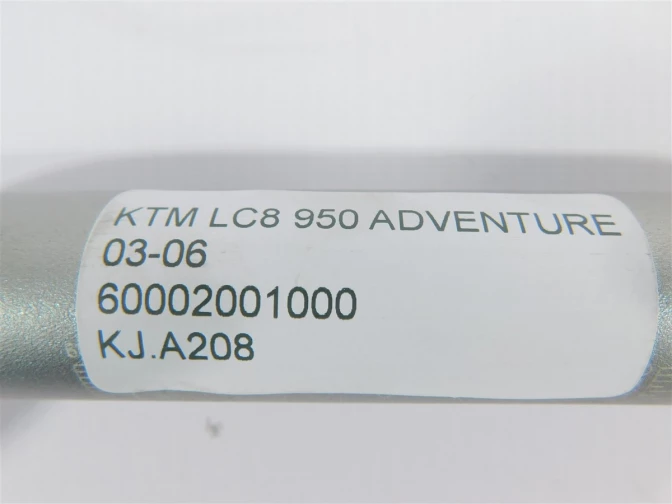 KTM LC8 950 ADVENTURE
03-06
60002001000
KJ.A208